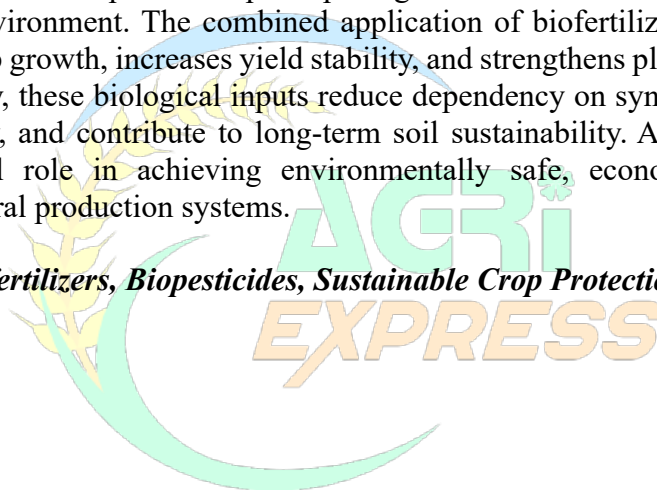 vironment. The combined application of biofertiliz
growth, increases yield stability, and strengthens pl
, these biological inputs reduce dependency on syn
, and contribute to long-term soil sustainability. A
l role in achieving environmentally safe, econo
ral production systems.
fertilizers, Biopesticides, Sustainable Crop Protecti
AGRi
EXPRESS